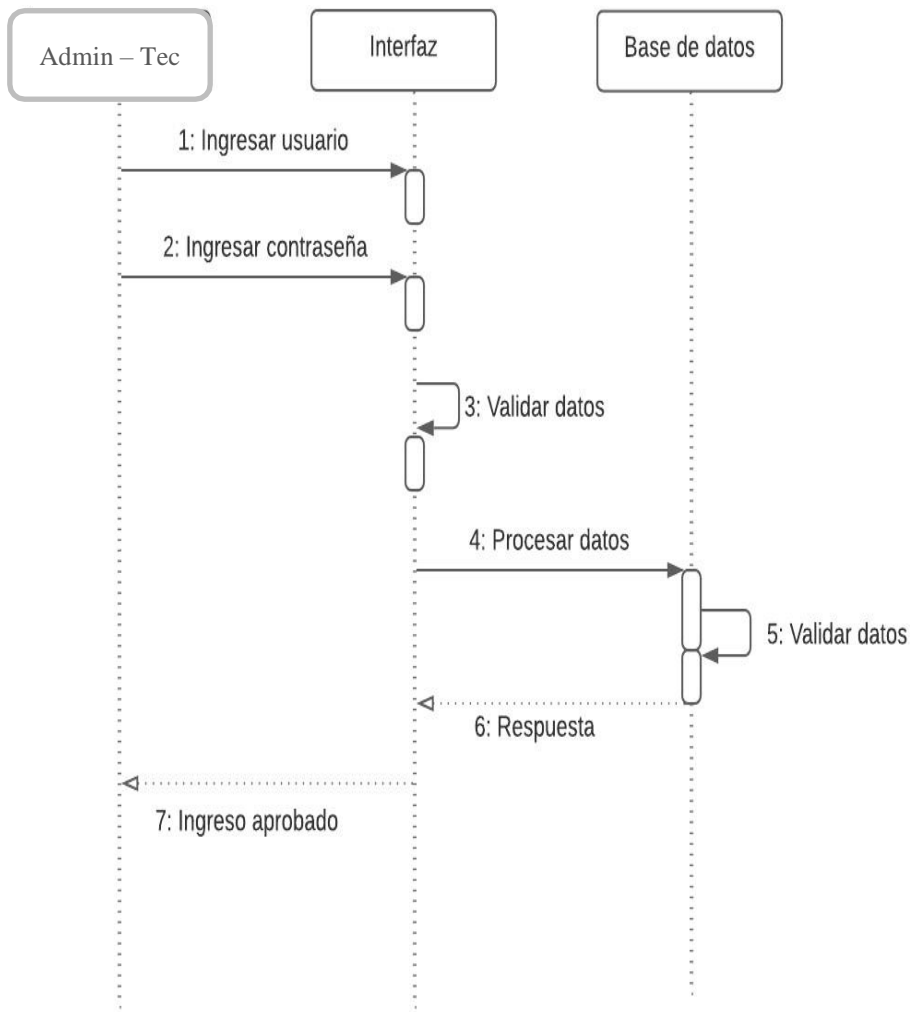 Admin – Tec
Interfaz
Base de datos
1: Ingresar usuario
2: Ingresar contraseña
3: Validar datos
4: Procesar datos
5: Validar datos
6: Respuesta
7: Ingreso aprobado